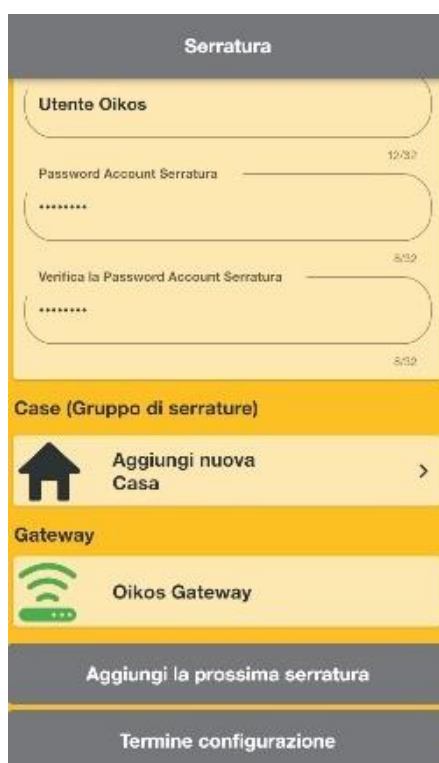 Serratura
Utente Oikos
12/32
Password Account Serratura
••••••••
8/32
Verifica la Password Account Serratura
••••••••
8/32
Case (Gruppo di serrature)
Aggiungi nuova
Casa
Gateway
Oikos Gateway
Aggiungi la prossima serratura
Termine configurazione